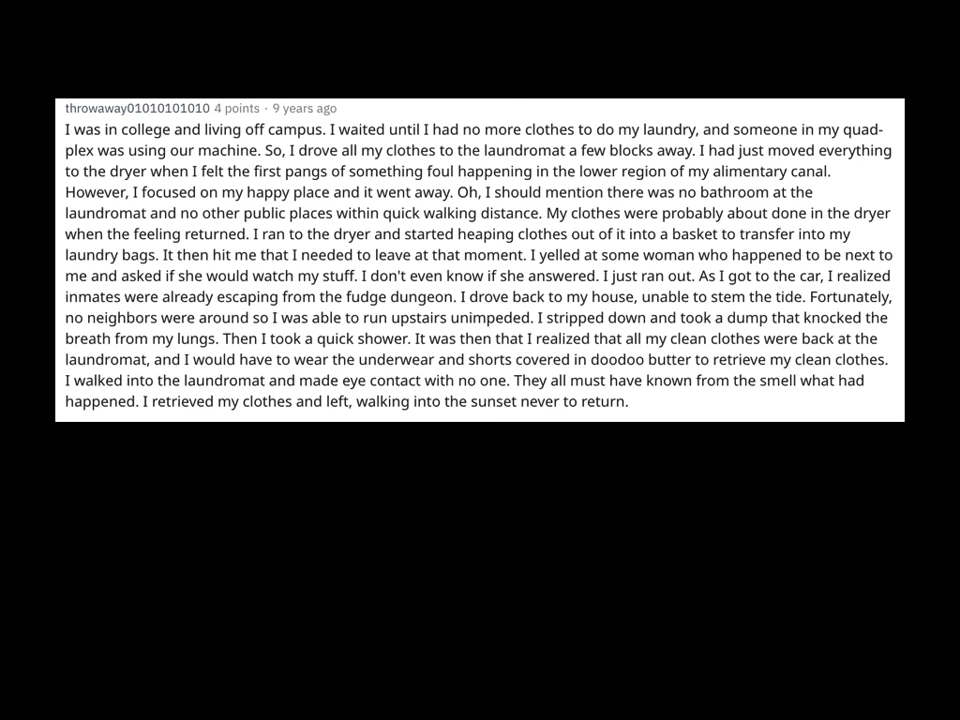 throwaway01010101010 4 points · 9 years ago
I was in college and living off campus. I waited until I had no more clothes to do my laundry, and someone in my quad-
plex was using our machine. So, I drove all my clothes to the laundromat a few blocks away. I had just moved everything
to the dryer when I felt the first pangs of something foul happening in the lower region of my alimentary canal.
However, I focused on my happy place and it went away. Oh, I should mention there was no bathroom at the
laundromat and no other public places within quick walking distance. My clothes were probably about done in the dryer
when the feeling returned. I ran to the dryer and started heaping clothes out of it into a basket to transfer into my
laundry bags. It then hit me that I needed to leave at that moment. I yelled at some woman who happened to be next to
me and asked if she would watch my stuff. I don't even know if she answered. I just ran out. As I got to the car, I realized
inmates were already escaping from the fudge dungeon. I drove back to my house, unable to stem the tide. Fortunately,
no neighbors were around so I was able to run upstairs unimpeded. I stripped down and took a dump that knocked the
breath from my lungs. Then I took a quick shower. It was then that I realized that all my clean clothes were back at the
laundromat, and I would have to wear the underwear and shorts covered in doodoo butter to retrieve my clean clothes.
I walked into the laundromat and made eye contact with no one. They all must have known from the smell what had
happened. I retrieved my clothes and left, walking into the sunset never to return.